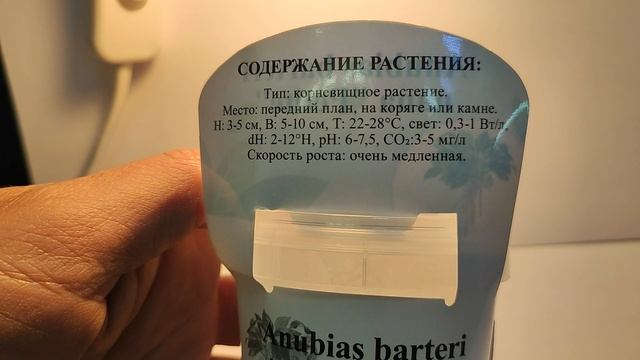 СОДЕРЖАНИЕ РАСТЕНИЯ:
Тип: корневищное растение.
Место: передний план, на коряге или камне.
Н: 3-5 см, В: 5-10 см, Т: 22-28°С, свет: 0,3-1 Вт/л,
dH: 2-12°Н, pH: 6-7,5, CO₂:3-5 мг/л
Скорость роста: очень медленная.
Anubias barteri